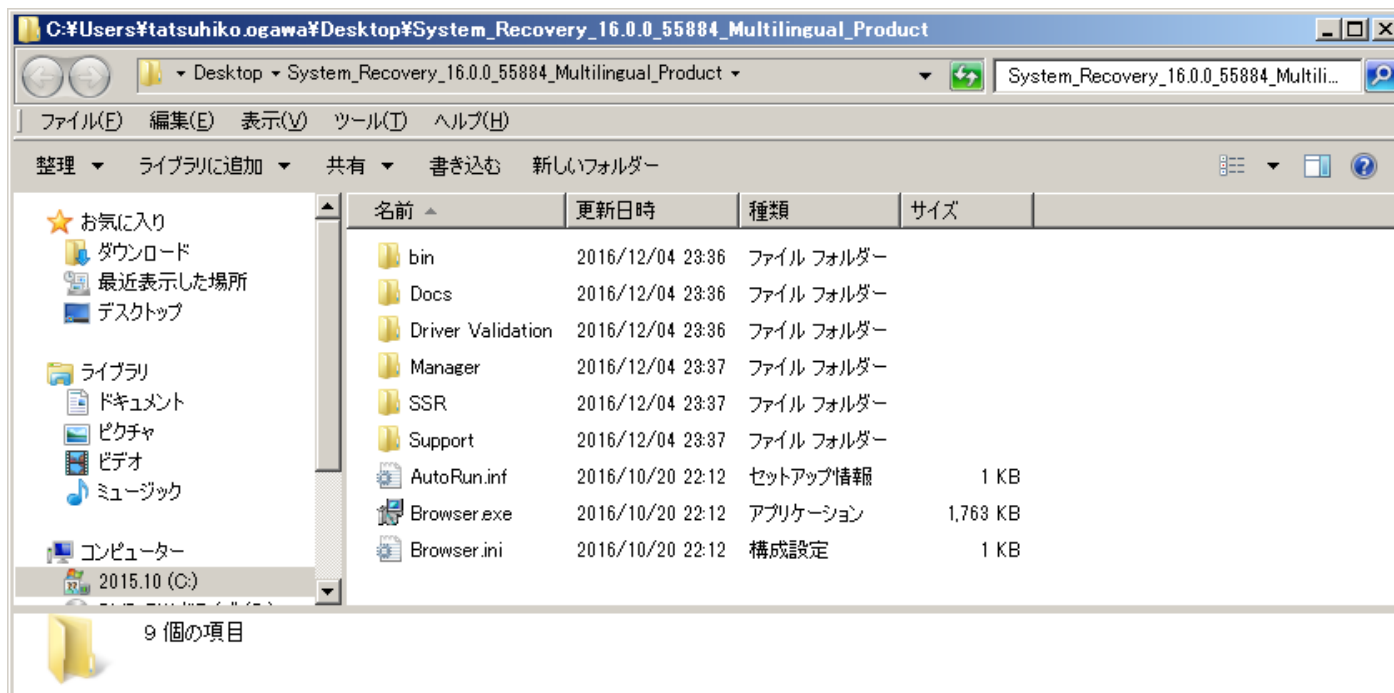 C:¥Users¥tatsuhiko.ogawa¥Desktop¥System_Recovery_16.0.0_55884_Multilingual_Product
Desktop System_Recovery_16.0.0_55884_Multilingual_Product System_Recovery_16.0.0_55884_Multili...
ファイル(F) 編集(E) 表示(V) ツール(T) ヘルプ(H)
整理 ライブラリに追加 共有 書き込む 新しいフォルダー
お気に入り
ダウンロード
最近表示した場所
デスクトップ
ライブラリ
ドキュメント
ピクチャ
ビデオ
ミュージック
コンピューター
2015.10 (C:)
名前 更新日時 種類 サイズ
bin 2016/12/04 23:36 ファイル フォルダー
Docs 2016/12/04 23:36 ファイル フォルダー
Driver Validation 2016/12/04 23:36 ファイル フォルダー
Manager 2016/12/04 23:37 ファイル フォルダー
SSR 2016/12/04 23:37 ファイル フォルダー
Support 2016/12/04 23:37 ファイル フォルダー
AutoRun.inf 2016/10/20 22:12 セットアップ情報 1 KB
Browser.exe 2016/10/20 22:12 アプリケーション 1,763 KB
Browser.ini 2016/10/20 22:12 構成設定 1 KB
9 個の項目